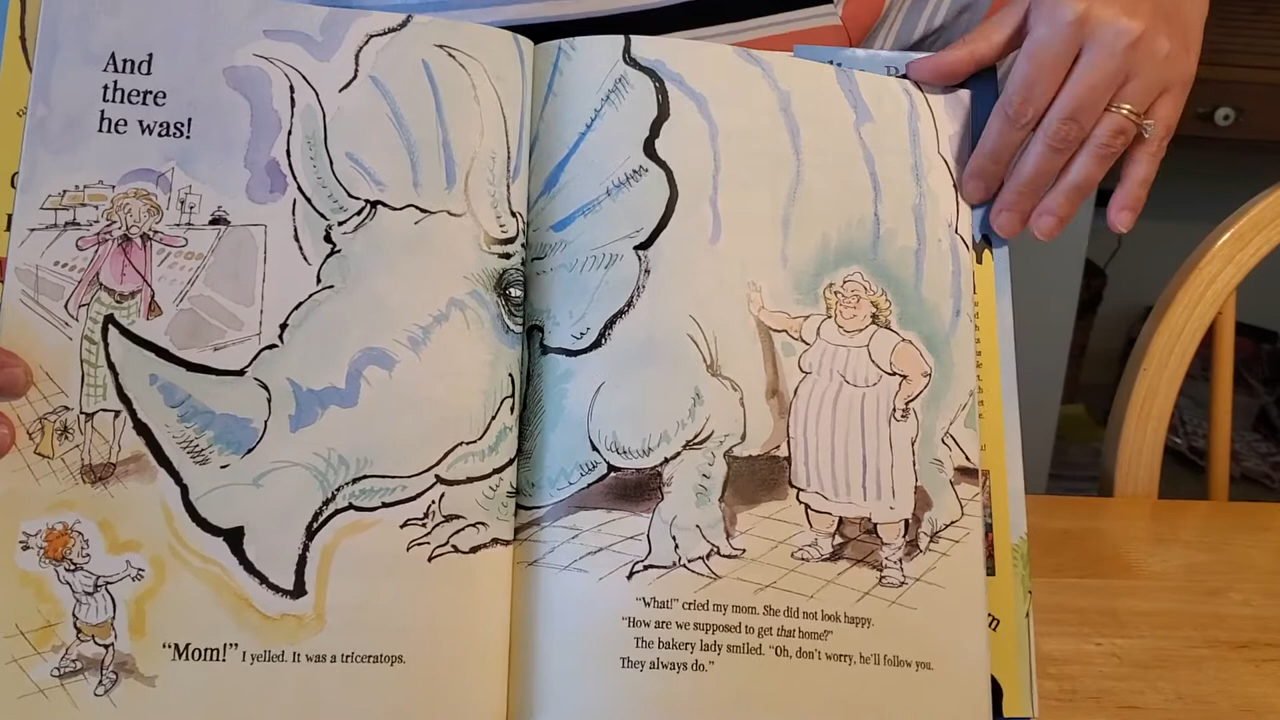 And
there
he was!
"Mom!" I yelled. It was a triceratops.
"What!" cried my mom. She did not look happy.
"How are we supposed to get that home?"
The bakery lady smiled. "Oh, don't worry, he'll follow you.
They always do."